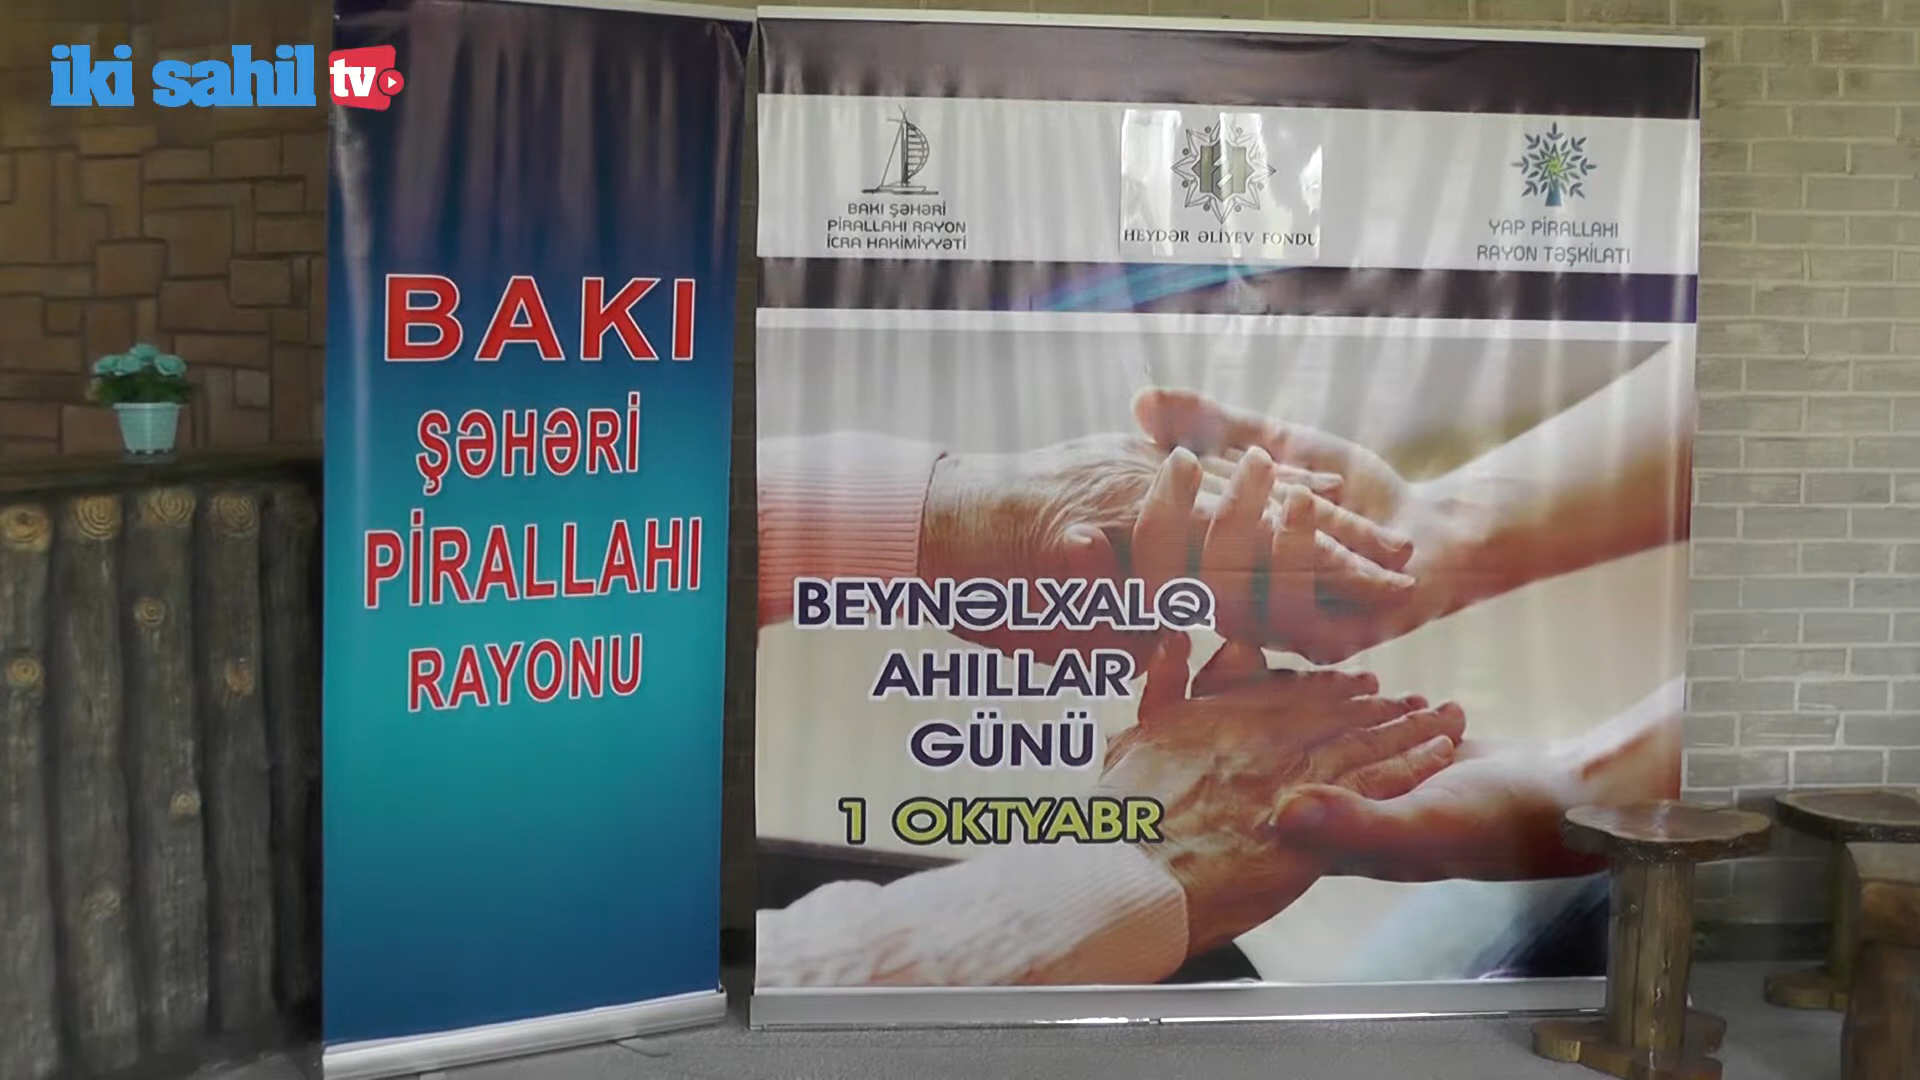 iki sahil tv
BAKI
ŞƏHƏRİ
PİRALLAHI
RAYONU
BAKI ŞƏHƏRİ
PİRALLAHI RAYON
İCRA HAKİMİYYƏTİ
HEYDƏR ƏLİYEV FONDU
YAP PİRALLAHI
RAYON TƏŞKİLATI
BEYNƏLXALQ
AHILLAR
GÜNÜ
1 OKTYABR